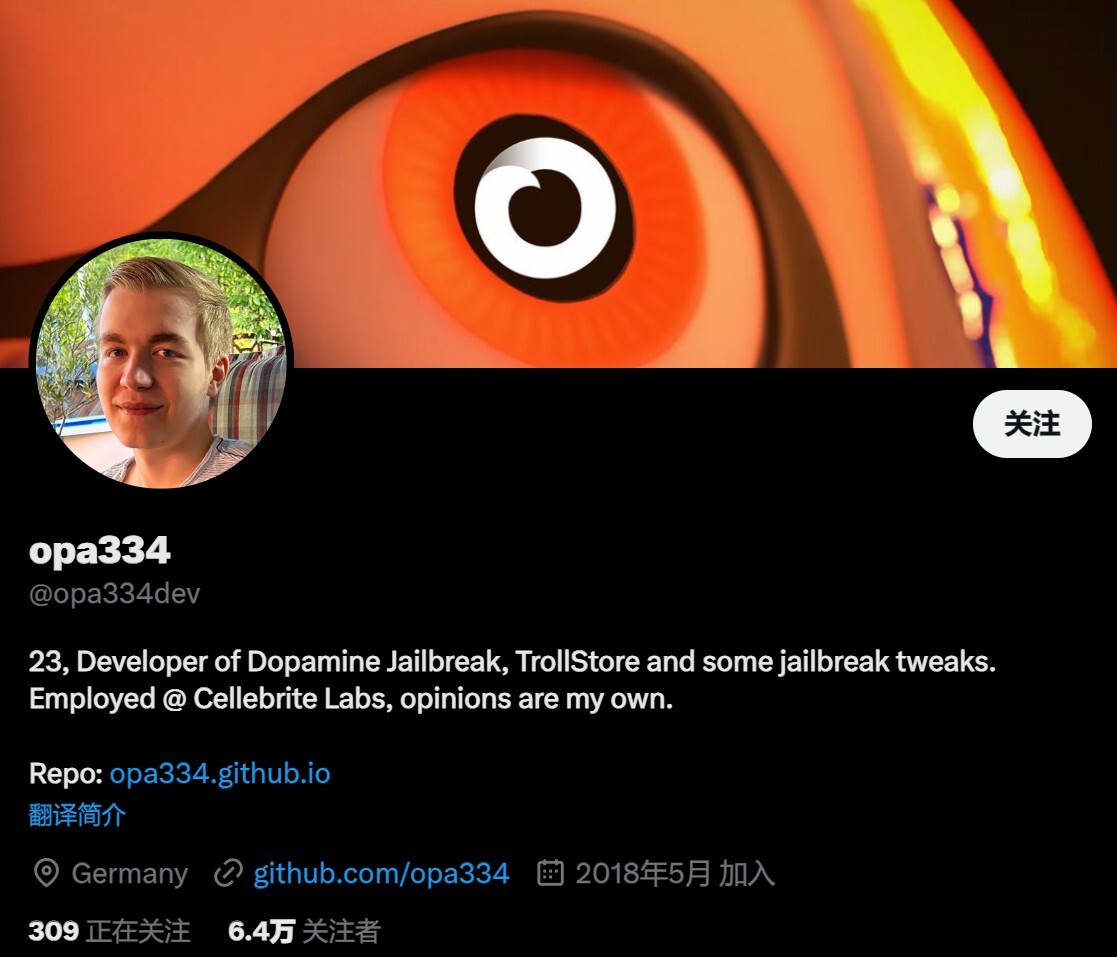 关注
opa334
@opa334dev
23, Developer of Dopamine Jailbreak, TrollStore and some jailbreak tweaks.
Employed @ Cellebrite Labs, opinions are my own.
Repo: opa334.github.io
翻译简介
Germany github.com/opa334 2018年5月 加入
309 正在关注 6.4万 关注者